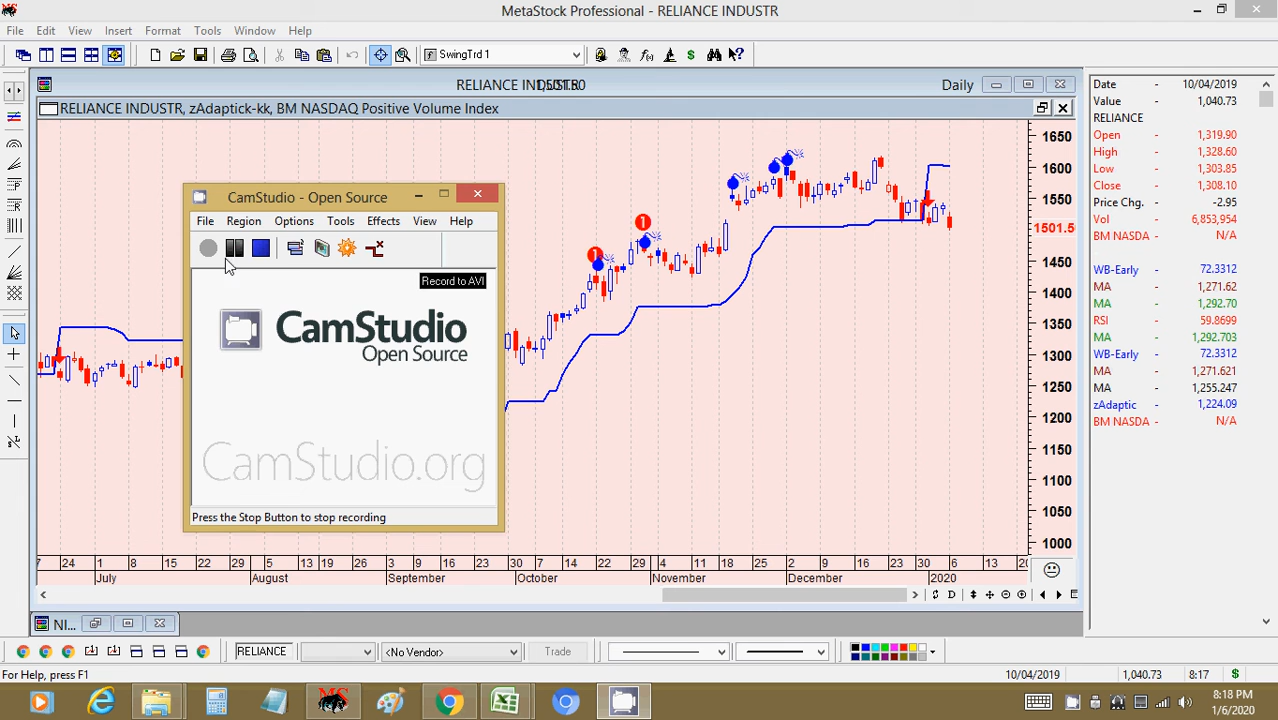 MetaStock Professional - RELIANCE INDUSTR
File Edit View Insert Format Tools Window Help
SwingTrd 1
RELIANCE INDUSTR
Daily
RELIANCE INDUSTR, zAdaptick-kk, BM NASDAQ Positive Volume Index
1650
1600
1550
1501.5
1450
1400
1350
1300
1250
1200
1150
1100
1050
1000
CamStudio - Open Source
File Region Options Tools Effects View Help
Record to AVI
CamStudio
Open Source
CamStudio.org
Press the Stop Button to stop recording
24 1 8 15 22 29 5 13 19 26 3 9 16 23 30 7 14 22 29 4 11 18 25 2 9 16 23 30 6 13 20
July August September October November December 2020
Date - 10/04/2019
Value - 1,040.73
RELIANCE
Open - 1,319.90
High - 1,328.60
Low - 1,303.85
Close - 1,308.10
Price Chg. - -2.95
Vol - 6,853,954
BM NASDA - N/A
WB-Early - 72.3312
MA - 1,271.62
MA - 1,292.70
RSI - 59.8699
MA - 1,292.703
WB-Early - 72.3312
MA - 1,271.621
MA - 1,255.247
zAdaptic - 1,224.09
BM NASDA - N/A
D
NI...
RELIANCE
<No Vendor>
Trade
For Help, press F1
10/04/2019 1,040.73 8:17 $
MS
8:18 PM
1/6/2020